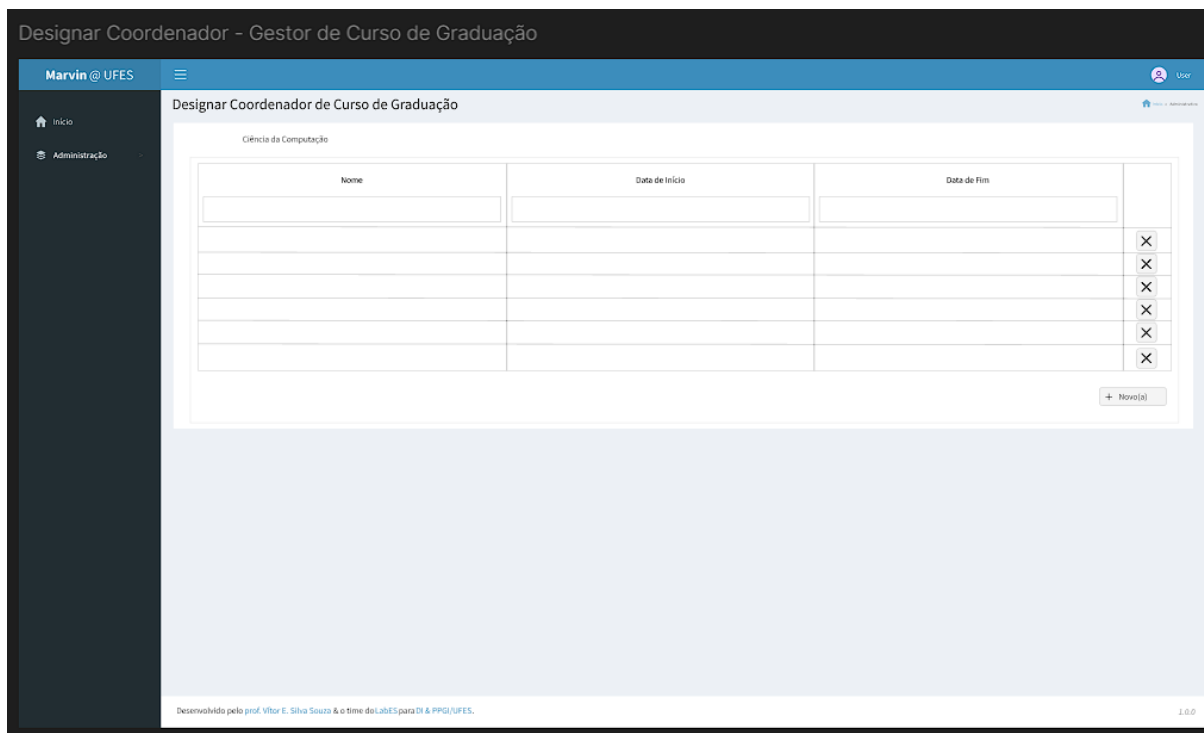 Designar Coordenador - Gestor de Curso de Graduação
Marvin @ UFES
User
Designar Coordenador de Curso de Graduação
Início > Administrativo
Início
Administração
Ciência da Computação
Nome Data de Início Data de Fim
+ Novo(a)
Desenvolvido pelo prof. Vítor E. Silva Souza & o time do LabES para DI & PPGI/UFES.
1.0.0